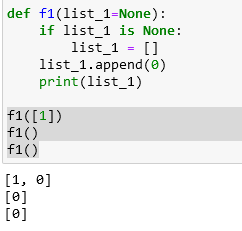 def f1(list_1=None):
    if list_1 is None:
        list_1 = []
    list_1.append(0)
    print(list_1)
f1([1])
f1()
f1()
[1, 0]
[0]
[0]